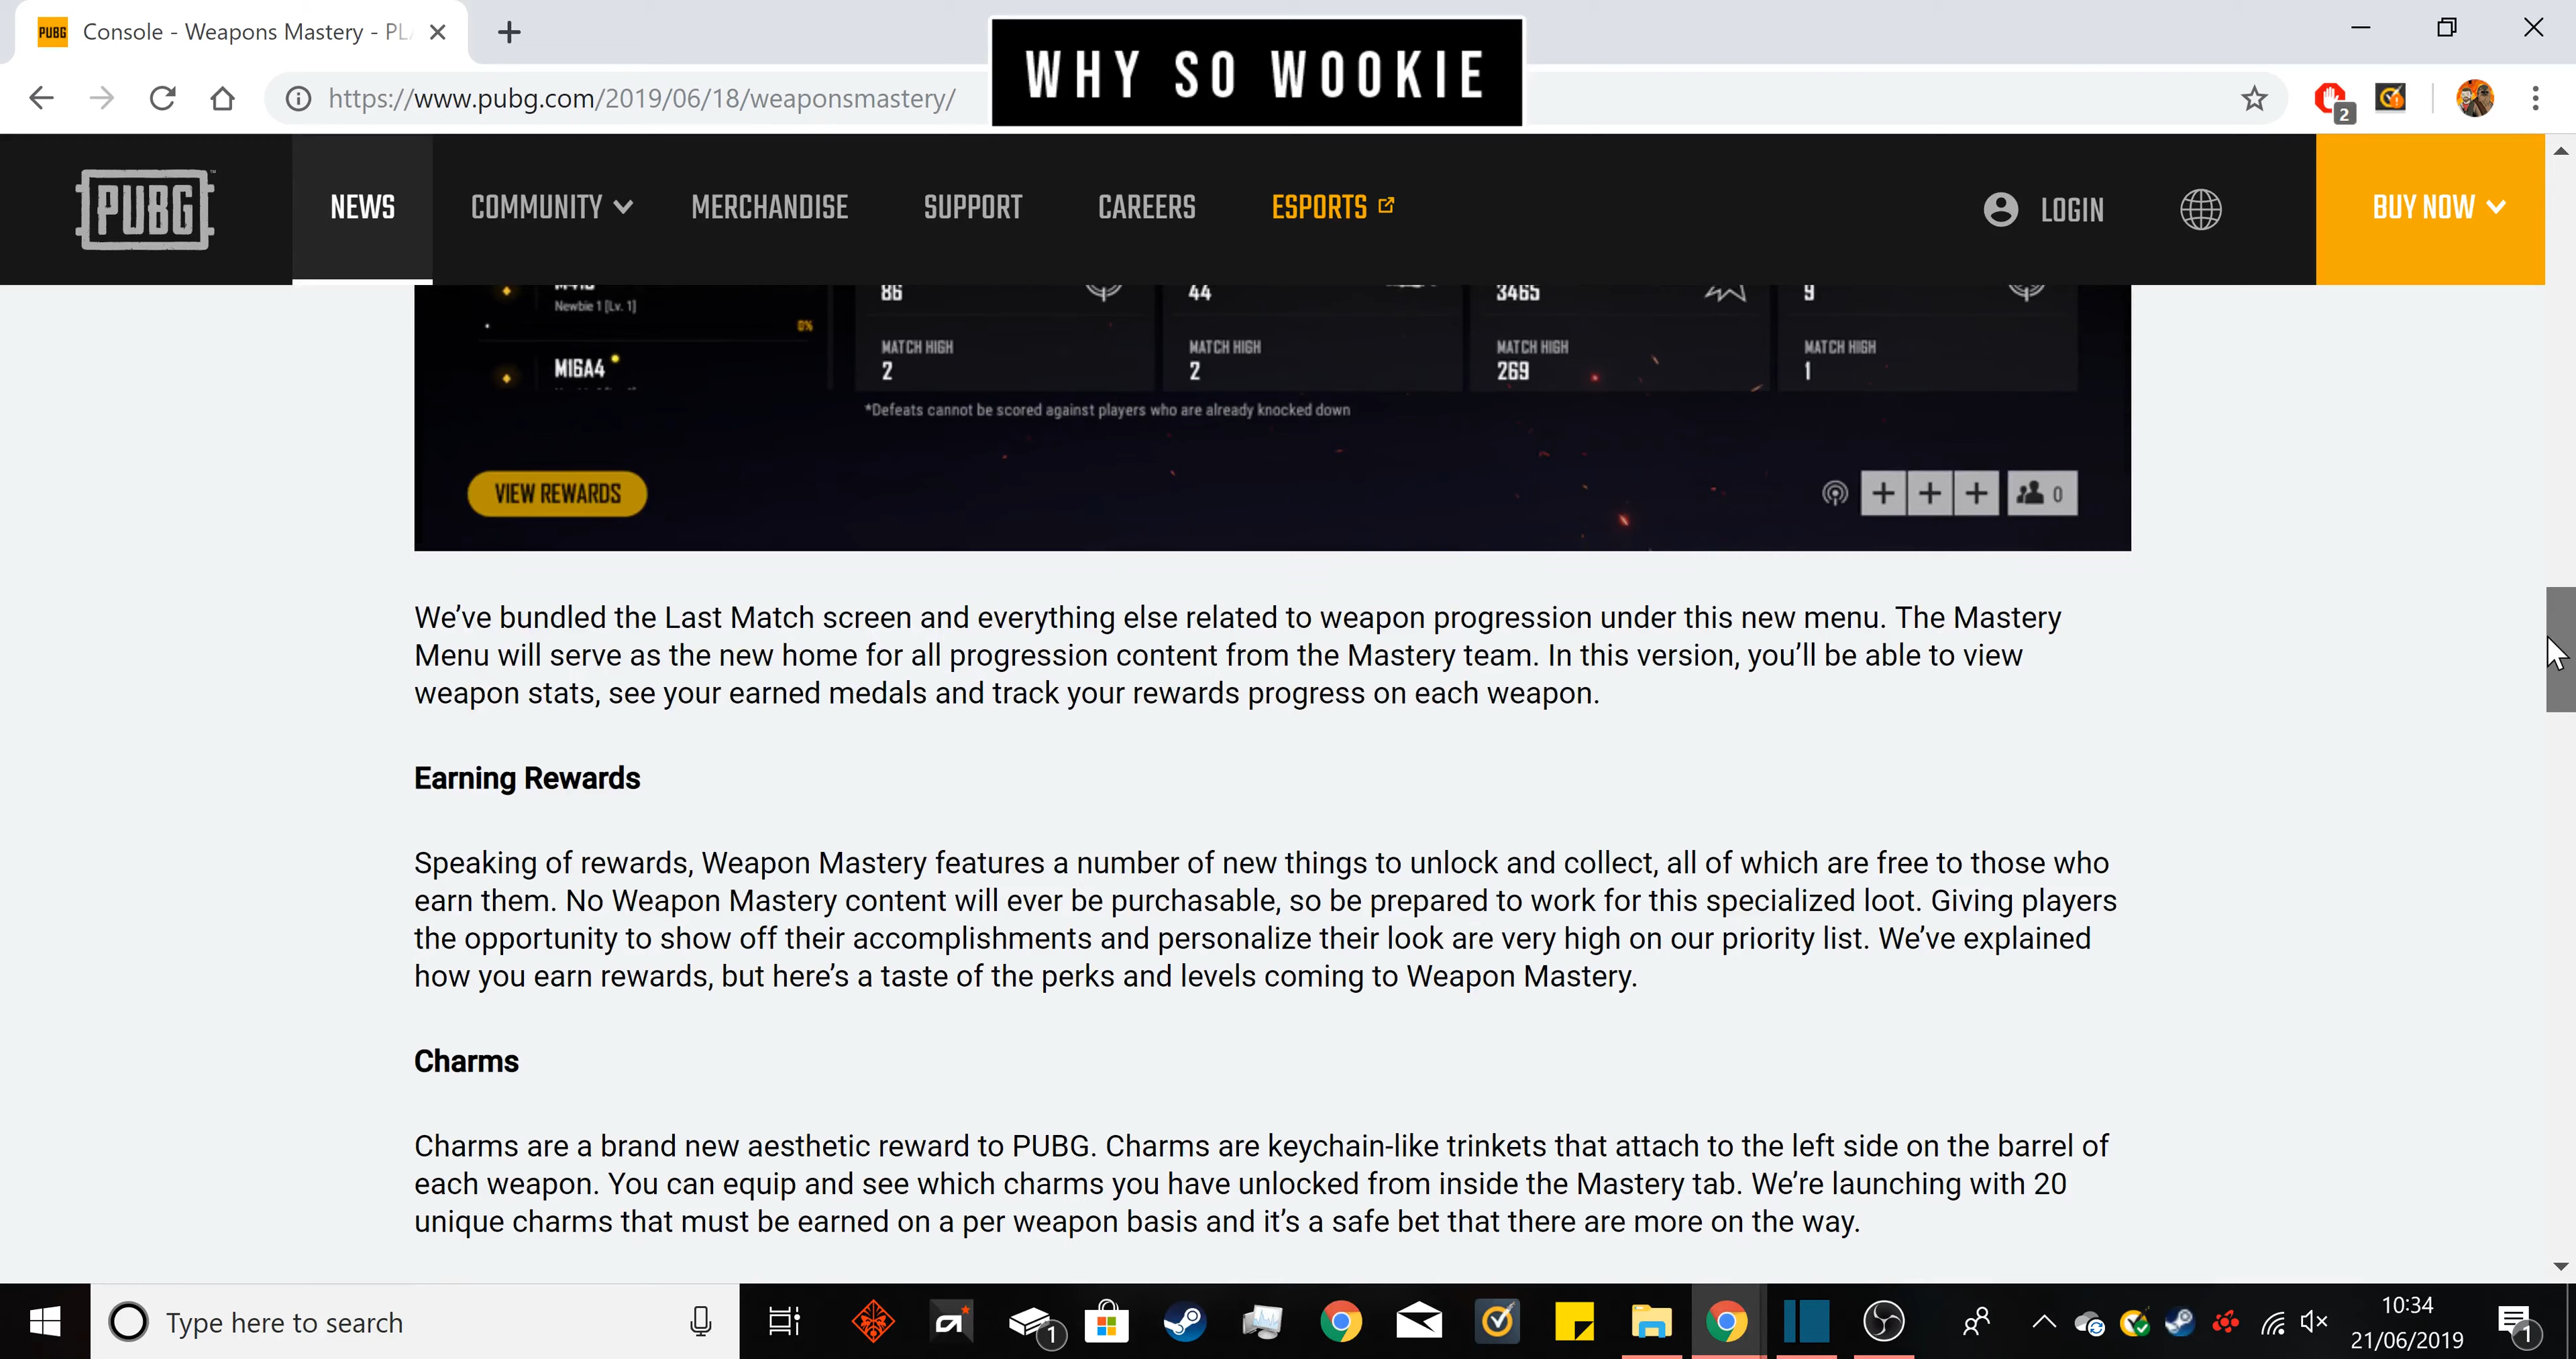 PUBG Console - Weapons Mastery - PL
WHY SO WOOKIE
https://www.pubg.com/2019/06/18/weaponsmastery/
2
PUBG NEWS COMMUNITY MERCHANDISE SUPPORT CAREERS ESPORTS LOGIN BUY NOW
86 44 3465 9
Newbie 1 [Lv. 1]
0%
MATCH HIGH MATCH HIGH MATCH HIGH MATCH HIGH
M16A4 2 2 269 1
*Defeats cannot be scored against players who are already knocked down
VIEW REWARDS 0
We've bundled the Last Match screen and everything else related to weapon progression under this new menu. The Mastery
Menu will serve as the new home for all progression content from the Mastery team. In this version, you'll be able to view
weapon stats, see your earned medals and track your rewards progress on each weapon.
Earning Rewards
Speaking of rewards, Weapon Mastery features a number of new things to unlock and collect, all of which are free to those who
earn them. No Weapon Mastery content will ever be purchasable, so be prepared to work for this specialized loot. Giving players
the opportunity to show off their accomplishments and personalize their look are very high on our priority list. We've explained
how you earn rewards, but here's a taste of the perks and levels coming to Weapon Mastery.
Charms
Charms are a brand new aesthetic reward to PUBG. Charms are keychain-like trinkets that attach to the left side on the barrel of
each weapon. You can equip and see which charms you have unlocked from inside the Mastery tab. We're launching with 20
unique charms that must be earned on a per weapon basis and it's a safe bet that there are more on the way.
Type here to search
1
10:34
21/06/2019
1